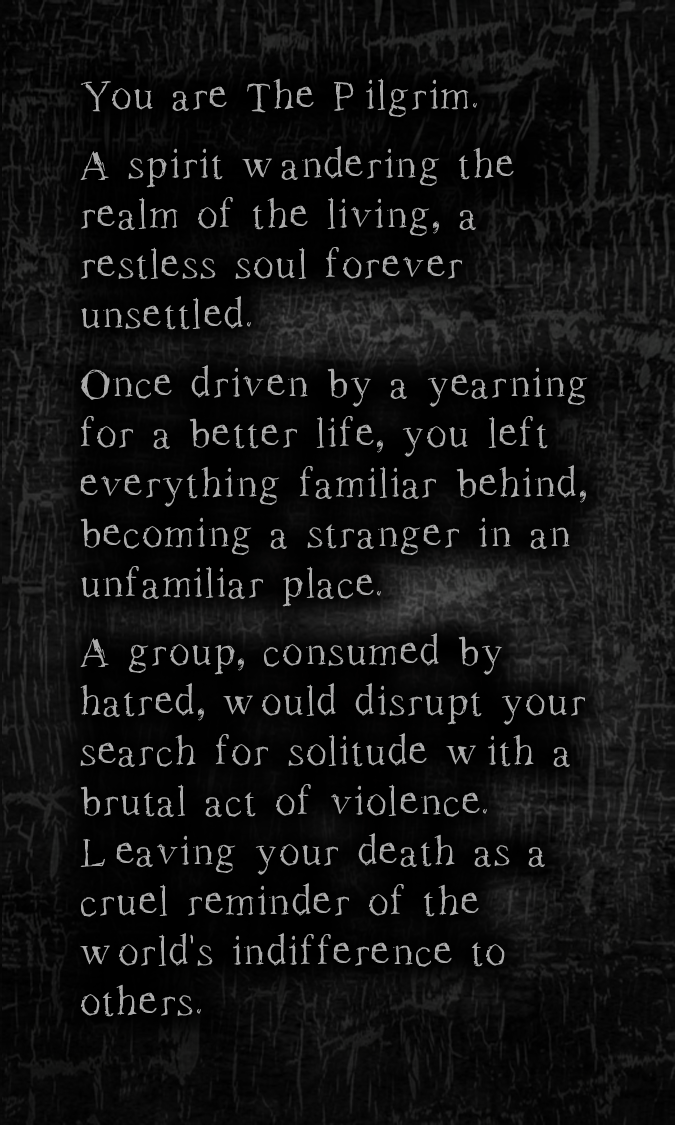 You are The Pilgrim.
A spirit wandering the
realm of the living, a
restless soul forever
unsettled.
Once driven by a yearning
for a better life, you left
everything familiar behind,
becoming a stranger in an
unfamiliar place.
A group, consumed by
hatred, would disrupt your
search for solitude with a
brutal act of violence.
Leaving your death as a
cruel reminder of the
world's indifference to
others.